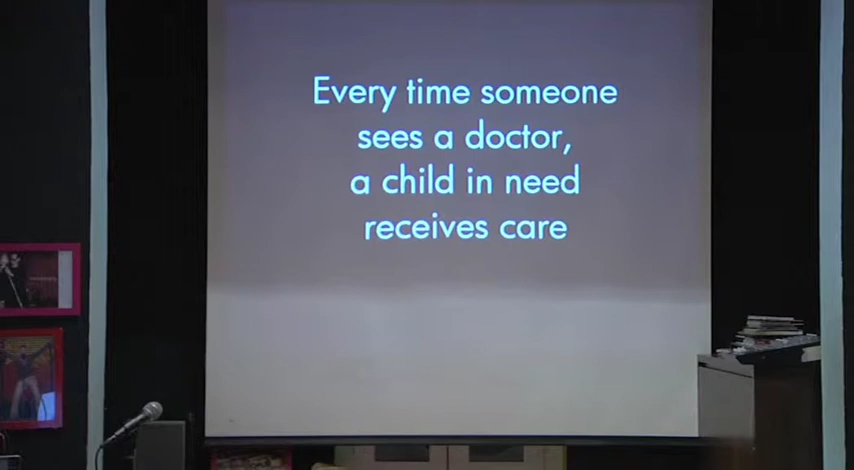 Every time someone
sees a doctor,
a child in need
receives care